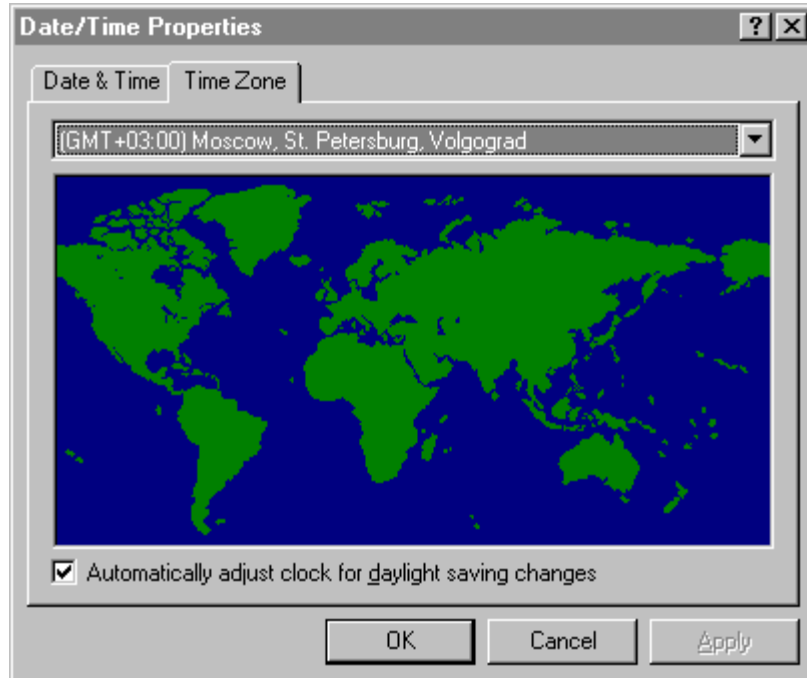 Date/Time Properties
Date & Time Time Zone
(GMT+03:00) Moscow, St. Petersburg, Volgograd
Automatically adjust clock for daylight saving changes
OK Cancel Apply